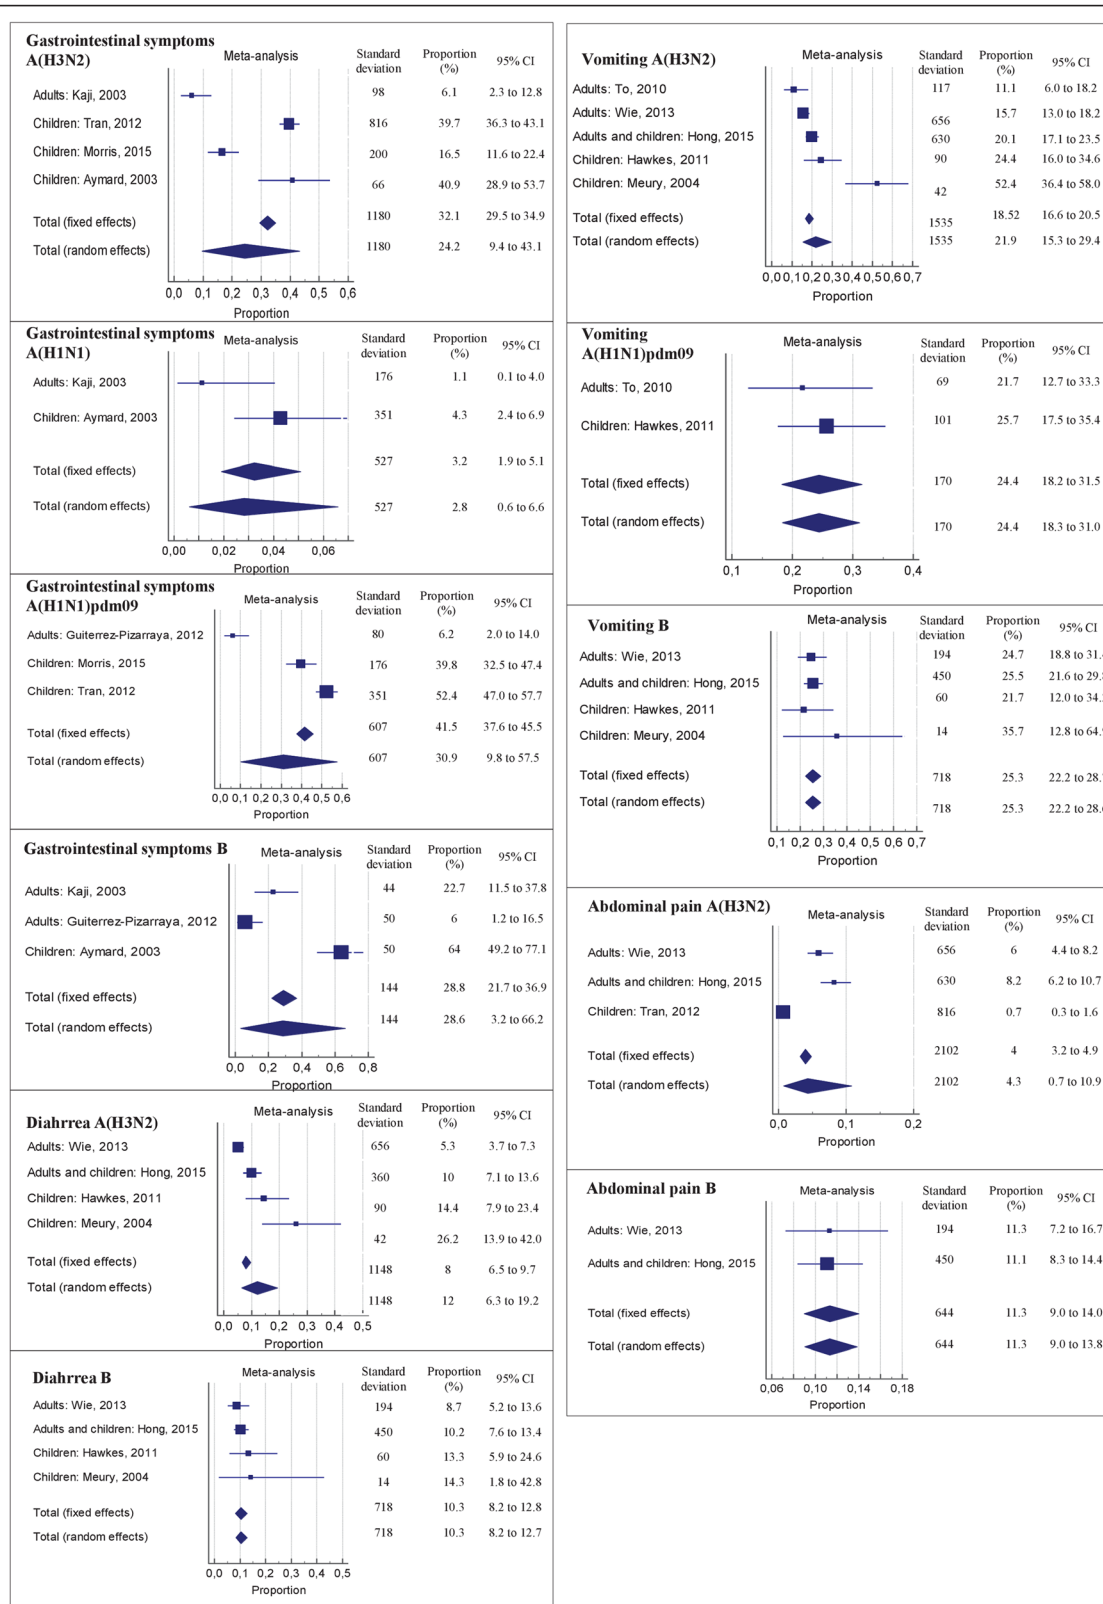 Gastrointestinal symptoms
A(H3N2)
Meta-analysis
Standard deviation
Proportion (%)
95% CI
Adults: Kaji, 2003 98 6.1 2.3 to 12.8
Children: Tran, 2012 816 39.7 36.3 to 43.1
Children: Morris, 2015 200 16.5 11.6 to 22.4
Children: Aymard, 2003 66 40.9 28.9 to 53.7
Total (fixed effects) 1180 32.1 29.5 to 34.9
Total (random effects) 1180 24.2 9.4 to 43.1
0,0 0,1 0,2 0,3 0,4 0,5 0,6
Proportion
Gastrointestinal symptoms
A(H1N1)
Meta-analysis
Standard deviation
Proportion (%)
95% CI
Adults: Kaji, 2003 176 1.1 0.1 to 4.0
Children: Aymard, 2003 351 4.3 2.4 to 6.9
Total (fixed effects) 527 3.2 1.9 to 5.1
Total (random effects) 527 2.8 0.6 to 6.6
0,00 0,02 0,04 0,06
Proportion
Gastrointestinal symptoms
A(H1N1)pdm09
Meta-analysis
Standard deviation
Proportion (%)
95% CI
Adults: Guiterrez-Pizarraya, 2012 80 6.2 2.0 to 14.0
Children: Morris, 2015 176 39.8 32.5 to 47.4
Children: Tran, 2012 351 52.4 47.0 to 57.7
Total (fixed effects) 607 41.5 37.6 to 45.5
Total (random effects) 607 30.9 9.8 to 57.5
0,0 0,1 0,2 0,3 0,4 0,5 0,6
Proportion
Gastrointestinal symptoms B
Meta-analysis
Standard deviation
Proportion (%)
95% CI
Adults: Kaji, 2003 44 22.7 11.5 to 37.8
Adults: Guiterrez-Pizarraya, 2012 50 6 1.2 to 16.5
Children: Aymard, 2003 50 64 49.2 to 77.1
Total (fixed effects) 144 28.8 21.7 to 36.9
Total (random effects) 144 28.6 3.2 to 66.2
0,0 0,2 0,4 0,6 0,8
Proportion
Diahrrea A(H3N2)
Meta-analysis
Standard deviation
Proportion (%)
95% CI
Adults: Wie, 2013 656 5.3 3.7 to 7.3
Adults and children: Hong, 2015 360 10 7.1 to 13.6
Children: Hawkes, 2011 90 14.4 7.9 to 23.4
Children: Meury, 2004 42 26.2 13.9 to 42.0
Total (fixed effects) 1148 8 6.5 to 9.7
Total (random effects) 1148 12 6.3 to 19.2
0,0 0,1 0,2 0,3 0,4 0,5
Proportion
Diahrrea B
Meta-analysis
Standard deviation
Proportion (%)
95% CI
Adults: Wie, 2013 194 8.7 5.2 to 13.6
Adults and children: Hong, 2015 450 10.2 7.6 to 13.4
Children: Hawkes, 2011 60 13.3 5.9 to 24.6
Children: Meury, 2004 14 14.3 1.8 to 42.8
Total (fixed effects) 718 10.3 8.2 to 12.8
Total (random effects) 718 10.3 8.2 to 12.7
0,0 0,1 0,2 0,3 0,4 0,5
Proportion
Vomiting A(H3N2)
Meta-analysis
Standard deviation
Proportion (%)
95% CI
Adults: To, 2010 117 11.1 6.0 to 18.2
Adults: Wie, 2013 656 15.7 13.0 to 18.2
Adults and children: Hong, 2015 630 20.1 17.1 to 23.5
Children: Hawkes, 2011 90 24.4 16.0 to 34.6
Children: Meury, 2004 42 52.4 36.4 to 58.0
Total (fixed effects) 1535 18.52 16.6 to 20.5
Total (random effects) 1535 21.9 15.3 to 29.4
0,0 0,1 0,2 0,3 0,4 0,5 0,6 0,7
Proportion
Vomiting
A(H1N1)pdm09
Meta-analysis
Standard deviation
Proportion (%)
95% CI
Adults: To, 2010 69 21.7 12.7 to 33.3
Children: Hawkes, 2011 101 25.7 17.5 to 35.4
Total (fixed effects) 170 24.4 18.2 to 31.5
Total (random effects) 170 24.4 18.3 to 31.0
0,1 0,2 0,3 0,4
Proportion
Vomiting B
Meta-analysis
Standard deviation
Proportion (%)
95% CI
Adults: Wie, 2013 194 24.7 18.8 to 31.
Adults and children: Hong, 2015 450 25.5 21.6 to 29.
Children: Hawkes, 2011 60 21.7 12.0 to 34.
Children: Meury, 2004 14 35.7 12.8 to 64.
Total (fixed effects) 718 25.3 22.2 to 28.
Total (random effects) 718 25.3 22.2 to 28.
0,1 0,1 0,2 0,3 0,4 0,5 0,6 0,7
Proportion
Abdominal pain A(H3N2)
Meta-analysis
Standard deviation
Proportion (%)
95% CI
Adults: Wie, 2013 656 6 4.4 to 8.2
Adults and children: Hong, 2015 630 8.2 6.2 to 10.7
Children: Tran, 2012 816 0.7 0.3 to 1.6
Total (fixed effects) 2102 4 3.2 to 4.9
Total (random effects) 2102 4.3 0.7 to 10.9
0,0 0,1 0,2
Proportion
Abdominal pain B
Meta-analysis
Standard deviation
Proportion (%)
95% CI
Adults: Wie, 2013 194 11.3 7.2 to 16.7
Adults and children: Hong, 2015 450 11.1 8.3 to 14.4
Total (fixed effects) 644 11.3 9.0 to 14.0
Total (random effects) 644 11.3 9.0 to 13.8
0,06 0,10 0,14 0,18
Proportion